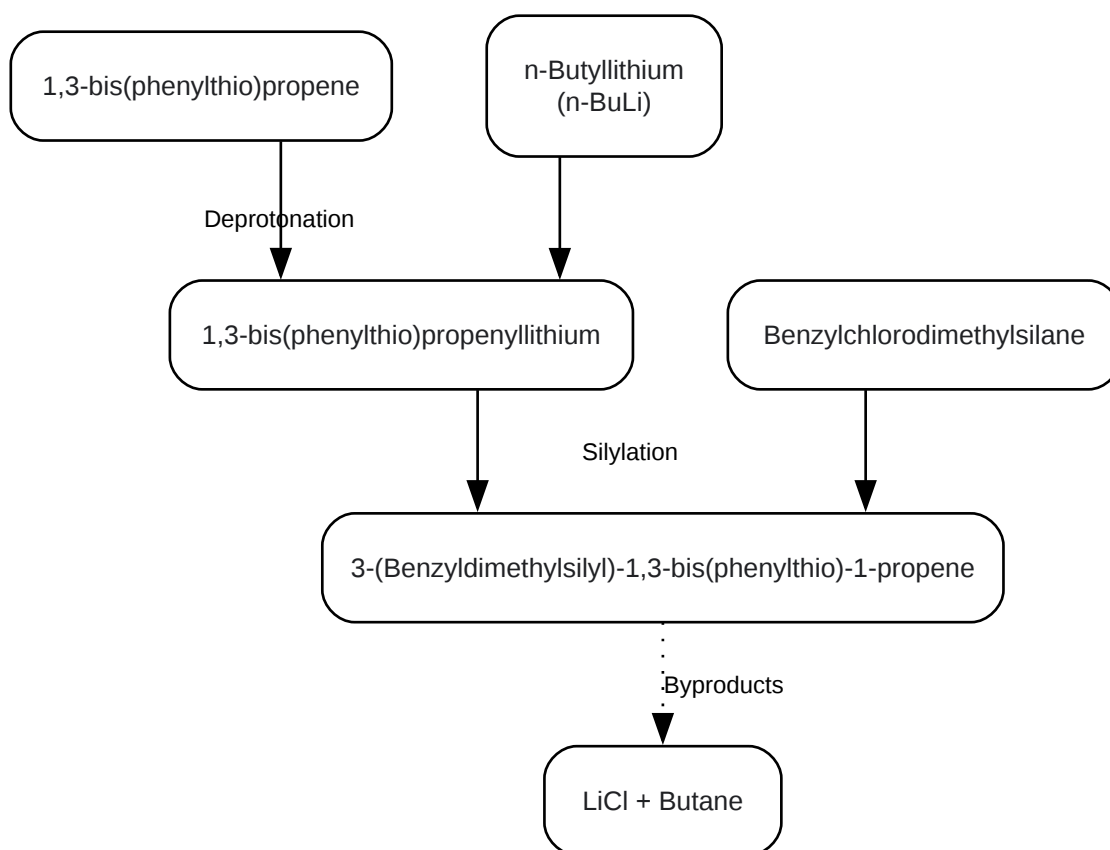 1,3-bis(phenylthio)propene
n-Butyllithium
(n-BuLi)
Deprotonation
1,3-bis(phenylthio)propenyllithium
Benzylchlorodimethylsilane
Silylation
3-(Benzyldimethylsilyl)-1,3-bis(phenylthio)-1-propene
Byproducts
LiCl + Butane